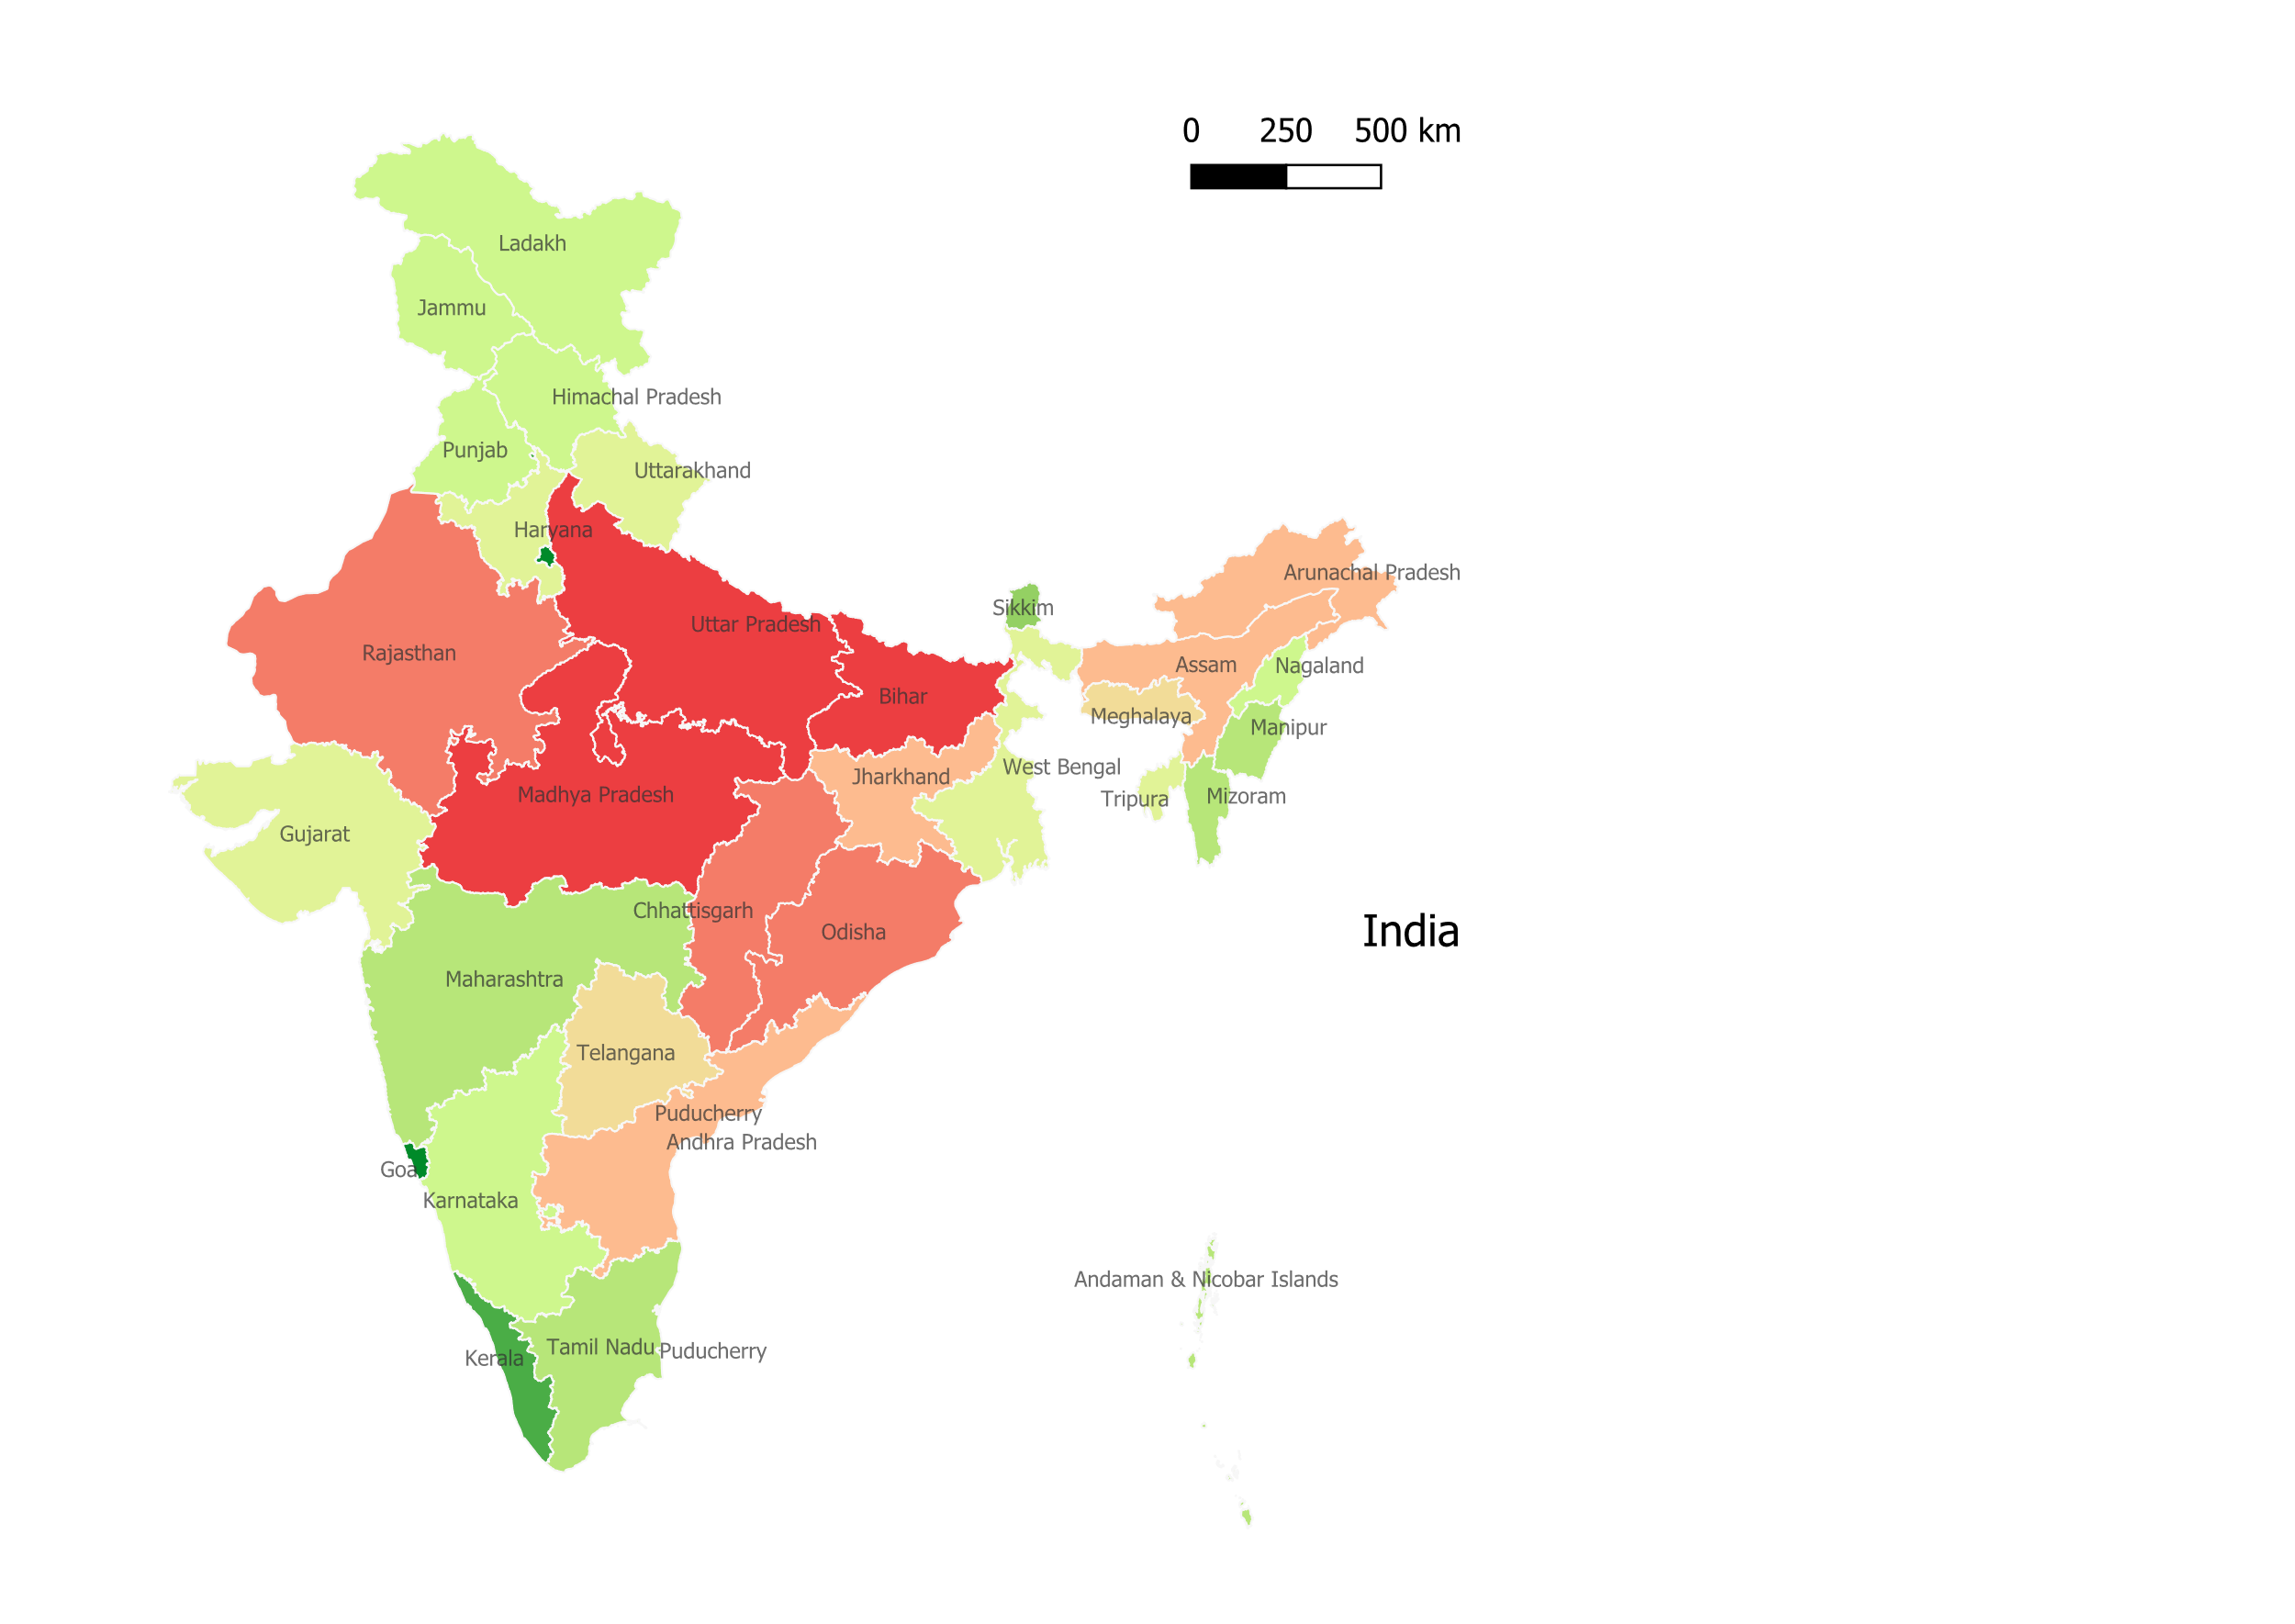 0 250 500 km
Ladakh
Jammu
Himachal Pradesh
Punjab
Uttarakhand
Haryana
Arunachal Pradesh
Sikkim
Uttar Pradesh
Rajasthan
Assam
Nagaland
Bihar
Meghalaya
Manipur
West Bengal
Jharkhand
Madhya Pradesh
Tripura
Mizoram
Gujarat
Chhattisgarh
Odisha
India
Maharashtra
Telangana
Puducherry
Andhra Pradesh
Goa
Karnataka
Andaman & Nicobar Islands
Tamil Nadu
Puducherry
Kerala